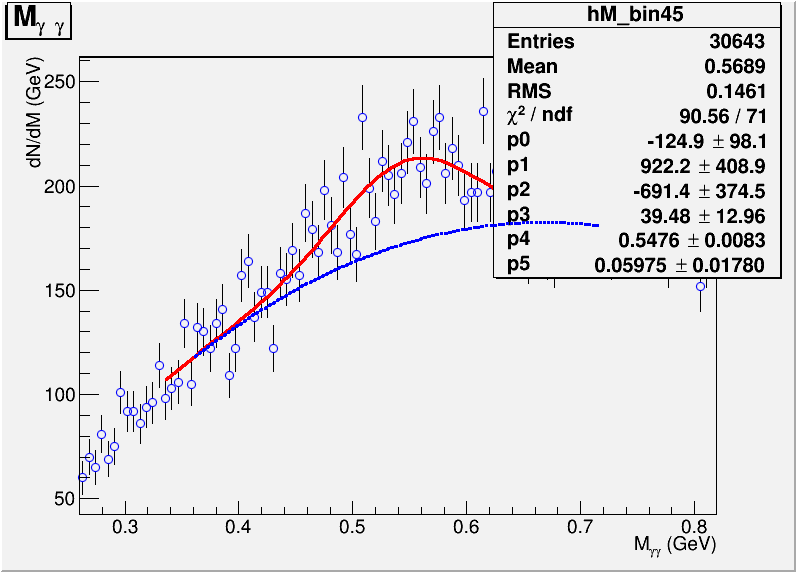 M γ γ
hM_bin45
Entries 30643
Mean 0.5689
RMS 0.1461
χ² / ndf 90.56 / 71
p0 -124.9 ± 98.1
p1 922.2 ± 408.9
p2 -691.4 ± 374.5
p3 39.48 ± 12.96
p4 0.5476 ± 0.0083
p5 0.05975 ± 0.01780
dN/dM (GeV)
250
200
150
100
50
0.3 0.4 0.5 0.6 0.7 0.8
Mγγ (GeV)